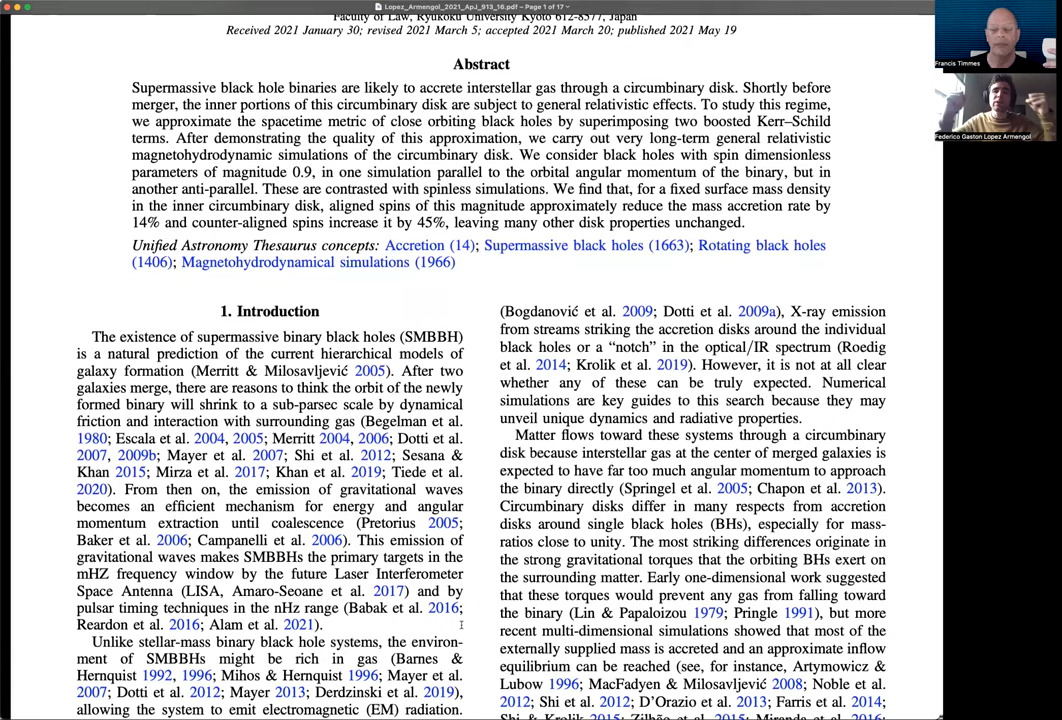 Lopez_Armengol_2021_ApJ_913_16.pdf – Page 1 of 17
Faculty of Law, Ryukoku University Kyoto 612-8577, Japan
Received 2021 January 30; revised 2021 March 5; accepted 2021 March 20; published 2021 May 19
Abstract
Supermassive black hole binaries are likely to accrete interstellar gas through a circumbinary disk. Shortly before
merger, the inner portions of this circumbinary disk are subject to general relativistic effects. To study this regime,
we approximate the spacetime metric of close orbiting black holes by superimposing two boosted Kerr–Schild
terms. After demonstrating the quality of this approximation, we carry out very long-term general relativistic
magnetohydrodynamic simulations of the circumbinary disk. We consider black holes with spin dimensionless
parameters of magnitude 0.9, in one simulation parallel to the orbital angular momentum of the binary, but in
another anti-parallel. These are contrasted with spinless simulations. We find that, for a fixed surface mass density
in the inner circumbinary disk, aligned spins of this magnitude approximately reduce the mass accretion rate by
14% and counter-aligned spins increase it by 45%, leaving many other disk properties unchanged.
Unified Astronomy Thesaurus concepts: Accretion (14); Supermassive black holes (1663); Rotating black holes
(1406); Magnetohydrodynamical simulations (1966)
1. Introduction
The existence of supermassive binary black holes (SMBBH)
is a natural prediction of the current hierarchical models of
galaxy formation (Merritt & Milosavljević 2005). After two
galaxies merge, there are reasons to think the orbit of the newly
formed binary will shrink to a sub-parsec scale by dynamical
friction and interaction with surrounding gas (Begelman et al.
1980; Escala et al. 2004, 2005; Merritt 2004, 2006; Dotti et al.
2007, 2009b; Mayer et al. 2007; Shi et al. 2012; Sesana &
Khan 2015; Mirza et al. 2017; Khan et al. 2019; Tiede et al.
2020). From then on, the emission of gravitational waves
becomes an efficient mechanism for energy and angular
momentum extraction until coalescence (Pretorius 2005;
Baker et al. 2006; Campanelli et al. 2006). This emission of
gravitational waves makes SMBBHs the primary targets in the
mHZ frequency window by the future Laser Interferometer
Space Antenna (LISA, Amaro-Seoane et al. 2017) and by
pulsar timing techniques in the nHz range (Babak et al. 2016;
Reardon et al. 2016; Alam et al. 2021).
Unlike stellar-mass binary black hole systems, the environ-
ment of SMBBHs might be rich in gas (Barnes &
Hernquist 1992, 1996; Mihos & Hernquist 1996; Mayer et al.
2007; Dotti et al. 2012; Mayer 2013; Derdzinski et al. 2019),
allowing the system to emit electromagnetic (EM) radiation.
(Bogdanović et al. 2009; Dotti et al. 2009a), X-ray emission
from streams striking the accretion disks around the individual
black holes or a “notch” in the optical/IR spectrum (Roedig
et al. 2014; Krolik et al. 2019). However, it is not at all clear
whether any of these can be truly expected. Numerical
simulations are key guides to this search because they may
unveil unique dynamics and radiative properties.
Matter flows toward these systems through a circumbinary
disk because interstellar gas at the center of merged galaxies is
expected to have far too much angular momentum to approach
the binary directly (Springel et al. 2005; Chapon et al. 2013).
Circumbinary disks differ in many respects from accretion
disks around single black holes (BHs), especially for mass-
ratios close to unity. The most striking differences originate in
the strong gravitational torques that the orbiting BHs exert on
the surrounding matter. Early one-dimensional work suggested
that these torques would prevent any gas from falling toward
the binary (Lin & Papaloizou 1979; Pringle 1991), but more
recent multi-dimensional simulations showed that most of the
externally supplied mass is accreted and an approximate inflow
equilibrium can be reached (see, for instance, Artymowicz &
Lubow 1996; MacFadyen & Milosavljević 2008; Noble et al.
2012; Shi et al. 2012; D’Orazio et al. 2013; Farris et al. 2014;
Shi & Krolik 2015; Zilhão et al. 2015; Miranda et al. 2016;
Francis Timmes
Federico Gaston Lopez Armengol